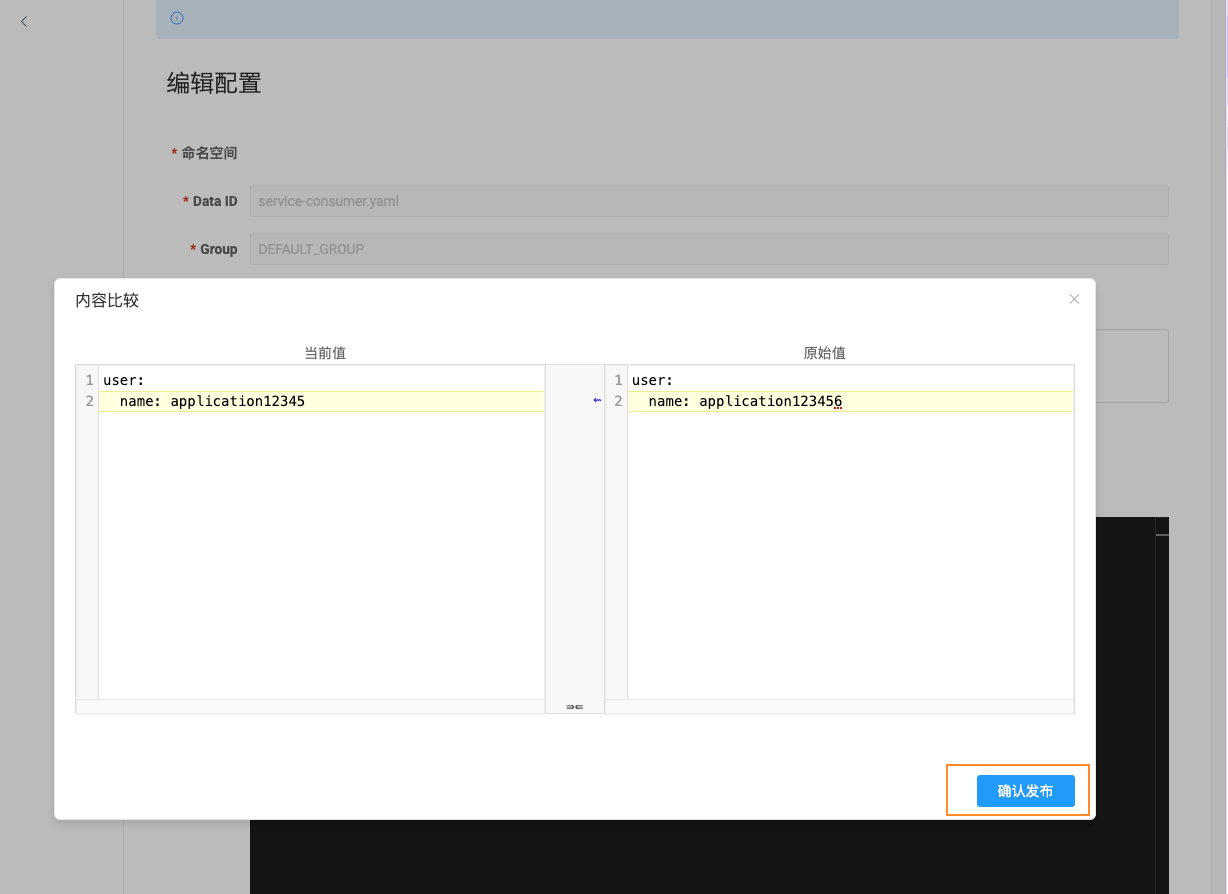 编辑配置
* 命名空间
* Data ID service-consumer.yaml
* Group DEFAULT_GROUP
内容比较
当前值
1 user:
2   name: application12345
原始值
1 user:
2   name: application123456
确认发布